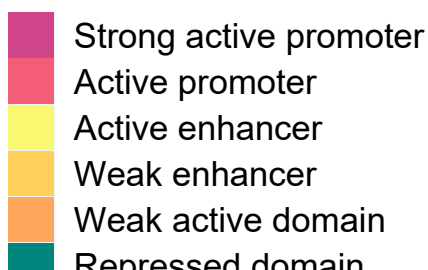 Strong active promoter
Active promoter
Active enhancer
Weak enhancer
Weak active domain
Repressed domain